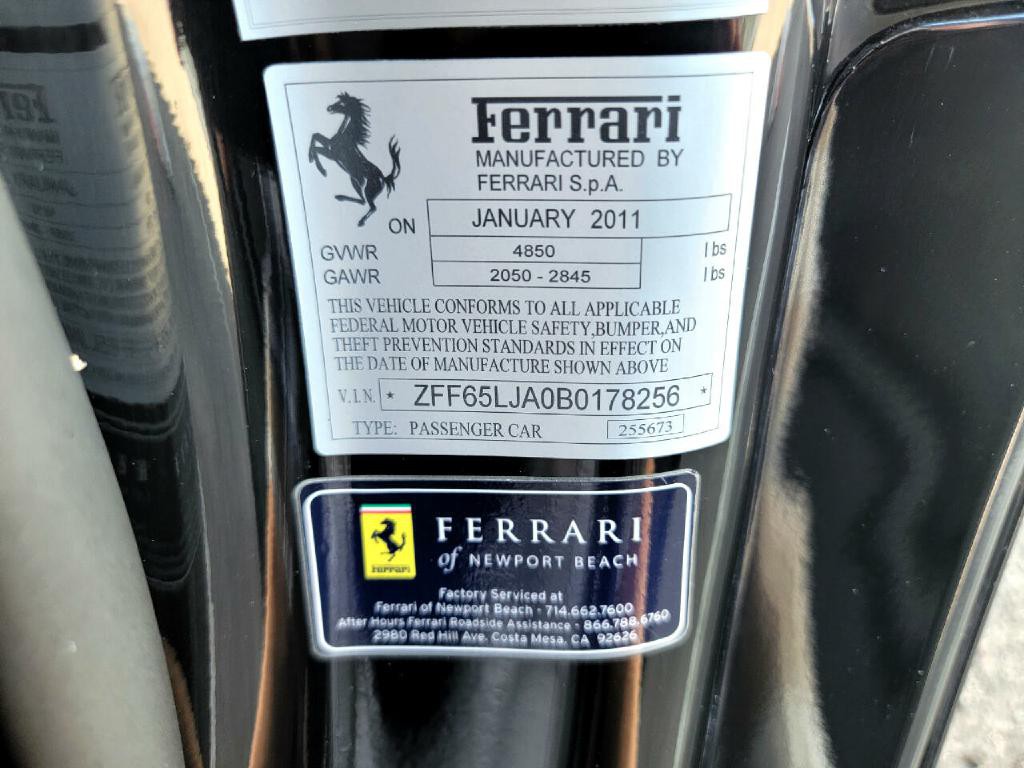 Ferrari
MANUFACTURED BY
FERRARI S.p.A.
ON JANUARY 2011
GVWR 4850 lbs
GAWR 2050 - 2845 lbs
THIS VEHICLE CONFORMS TO ALL APPLICABLE
FEDERAL MOTOR VEHICLE SAFETY,BUMPER,AND
THEFT PREVENTION STANDARDS IN EFFECT ON
THE DATE OF MANUFACTURE SHOWN ABOVE
V.I.N. * ZFF65LJA0B0178256 *
TYPE: PASSENGER CAR 255673
Ferrari
FERRARI
of NEWPORT BEACH
Factory Serviced at
Ferrari of Newport Beach - 714.662.7600
After Hours Ferrari Roadside Assistance - 866.788.6760
2980 Red Hill Ave. Costa Mesa, CA 92626